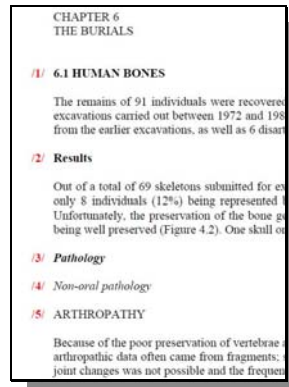 CHAPTER 6
THE BURIALS
/1/ 6.1 HUMAN BONES
The remains of 91 individuals were recovered
excavations carried out between 1972 and 198
from the earlier excavations, as well as 6 disar
/2/ Results
Out of a total of 69 skeletons submitted for ex
only 8 individuals (12%) being represented
Unfortunately, the preservation of the bone
being well preserved (Figure 4.2). One skull or
/3/ Pathology
/4/ Non-oral pathology
/5/ ARTHROPATHY
Because of the poor preservation of vertebrae
arthropathic data often came from fragments;
joint changes was not possible and the frequen